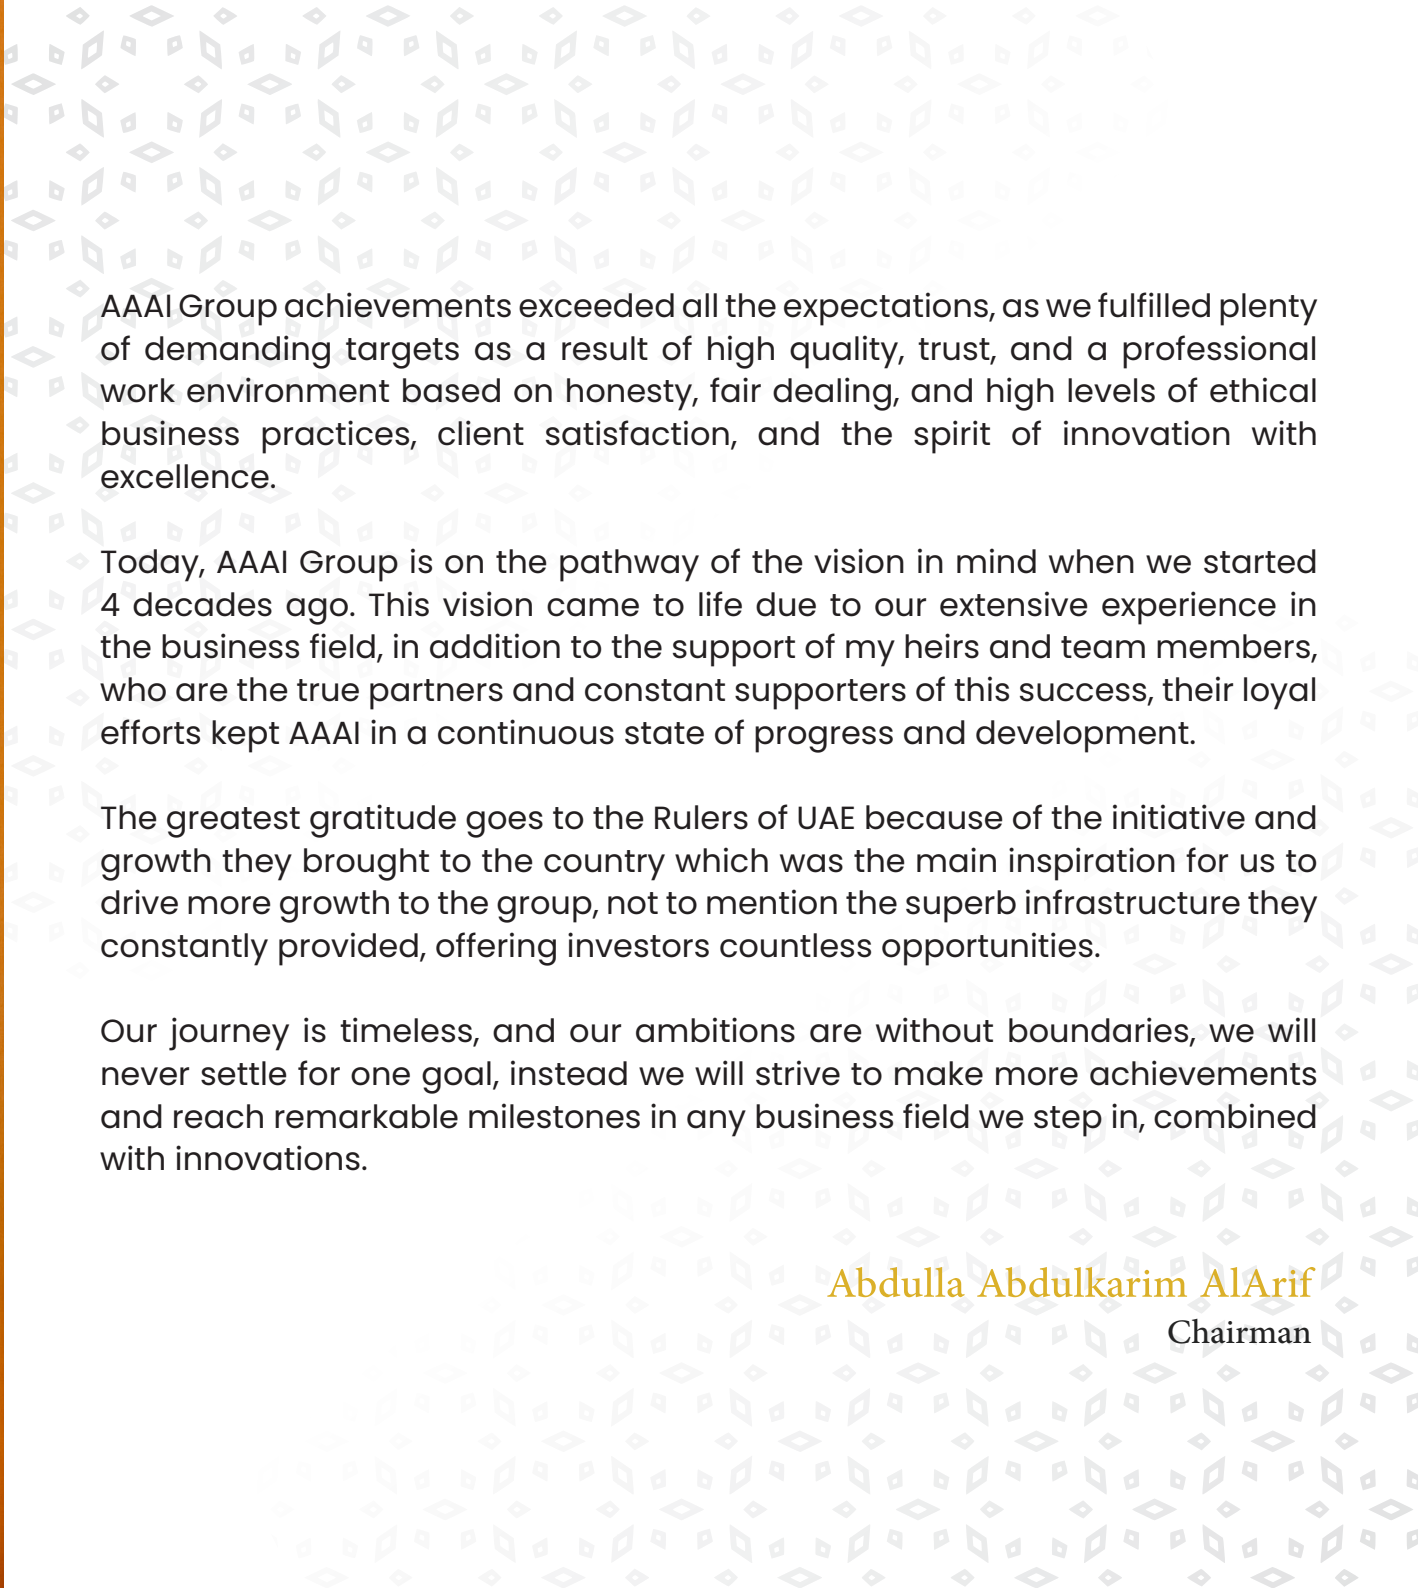 AAAI Group achievements exceeded all the expectations, as we fulfilled plenty
of demanding targets as a result of high quality, trust, and a professional
work environment based on honesty, fair dealing, and high levels of ethical
business practices, client satisfaction, and the spirit of innovation with
excellence.
Today, AAAI Group is on the pathway of the vision in mind when we started
4 decades ago. This vision came to life due to our extensive experience in
the business field, in addition to the support of my heirs and team members,
who are the true partners and constant supporters of this success, their loyal
efforts kept AAAI in a continuous state of progress and development.
The greatest gratitude goes to the Rulers of UAE because of the initiative and
growth they brought to the country which was the main inspiration for us to
drive more growth to the group, not to mention the superb infrastructure they
constantly provided, offering investors countless opportunities.
Our journey is timeless, and our ambitions are without boundaries, we will
never settle for one goal, instead we will strive to make more achievements
and reach remarkable milestones in any business field we step in, combined
with innovations.
Abdulla Abdulkarim AlArif
Chairman